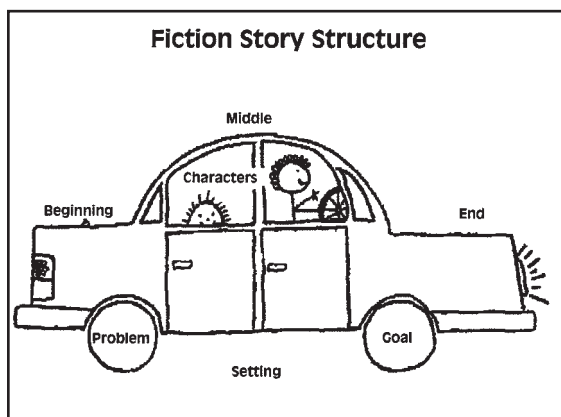 Fiction Story Structure
Middle
Characters
Beginning
End
Problem
Goal
Setting